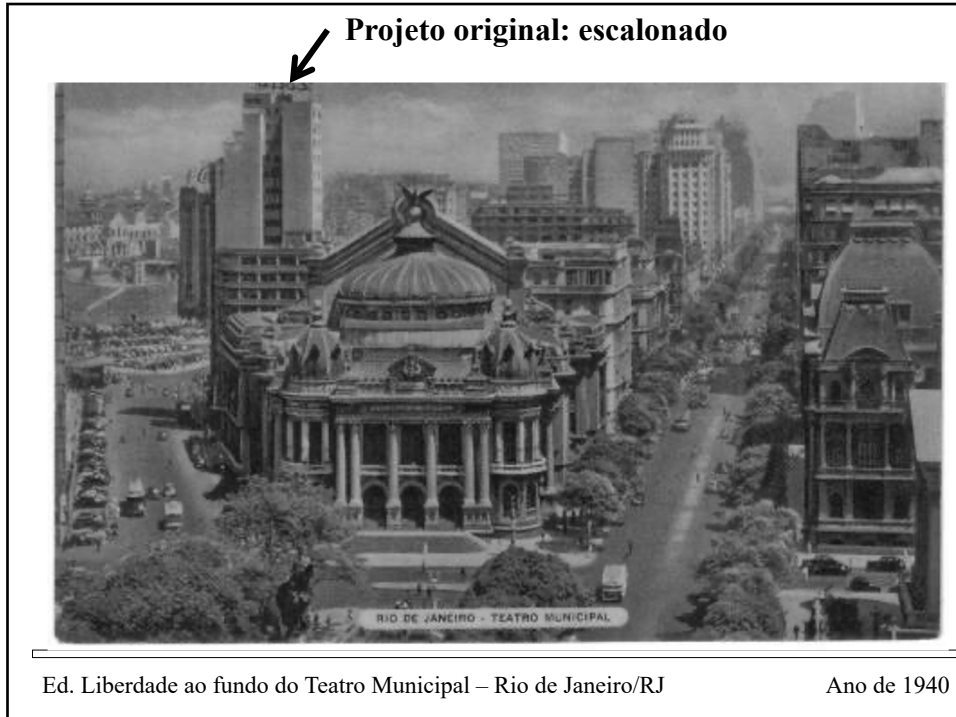 Projeto original: escalonado
RIO DE JANEIRO - TEATRO MUNICIPAL
Ed. Liberdade ao fundo do Teatro Municipal – Rio de Janeiro/RJ Ano de 1940